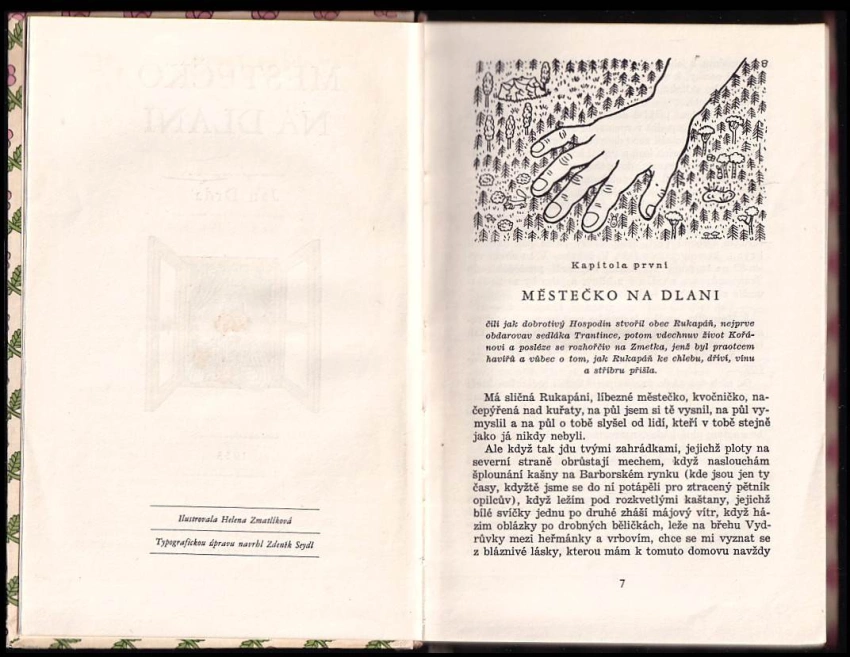 Ilustrovala Helena Zmatlíková
Typografickou úpravu navrhl Zdeněk Seydl
Kapitola první
MĚSTEČKO NA DLANI
čili jak dobrotivý Hospodin stvořil obec Rukapáň, nejprve
obdarovav sedláka Trantince, potom vdechnuv život Kořá-
novi a posléze se rozhořčiv na Zmetka, jenž byl praotcem
havířů a vůbec o tom, jak Rukapáň ke chlebu, dříví, vínu
a stříbru přišla.
Má sličná Rukapáni, líbezné městečko, kvočničko, na-
čepýřená nad kuřaty, na půl jsem si tě vysnil, na půl vy-
myslil a na půl o tobě slyšel od lidí, kteří v tobě stejně
jako já nikdy nebyli.
Ale když tak jdu tvými zahrádkami, jejichž ploty na
severní straně obrůstají mechem, když naslouchám
šplounání kašny na Barborském rynku (kde jsou jen ty
časy, kdyžtě jsme se do ní potápěli pro ztracený pětník
opilcův), když ležím pod rozkvetlými kaštany, jejichž
bílé svíčky jednu po druhé zháší májový vítr, když há-
zím oblázky po drobných běličkách, leže na břehu Vyd-
růvky mezi heřmánky a vrbovím, chce se mi vyznat se
z bláznivé lásky, kterou mám k tomuto domovu navždy
7